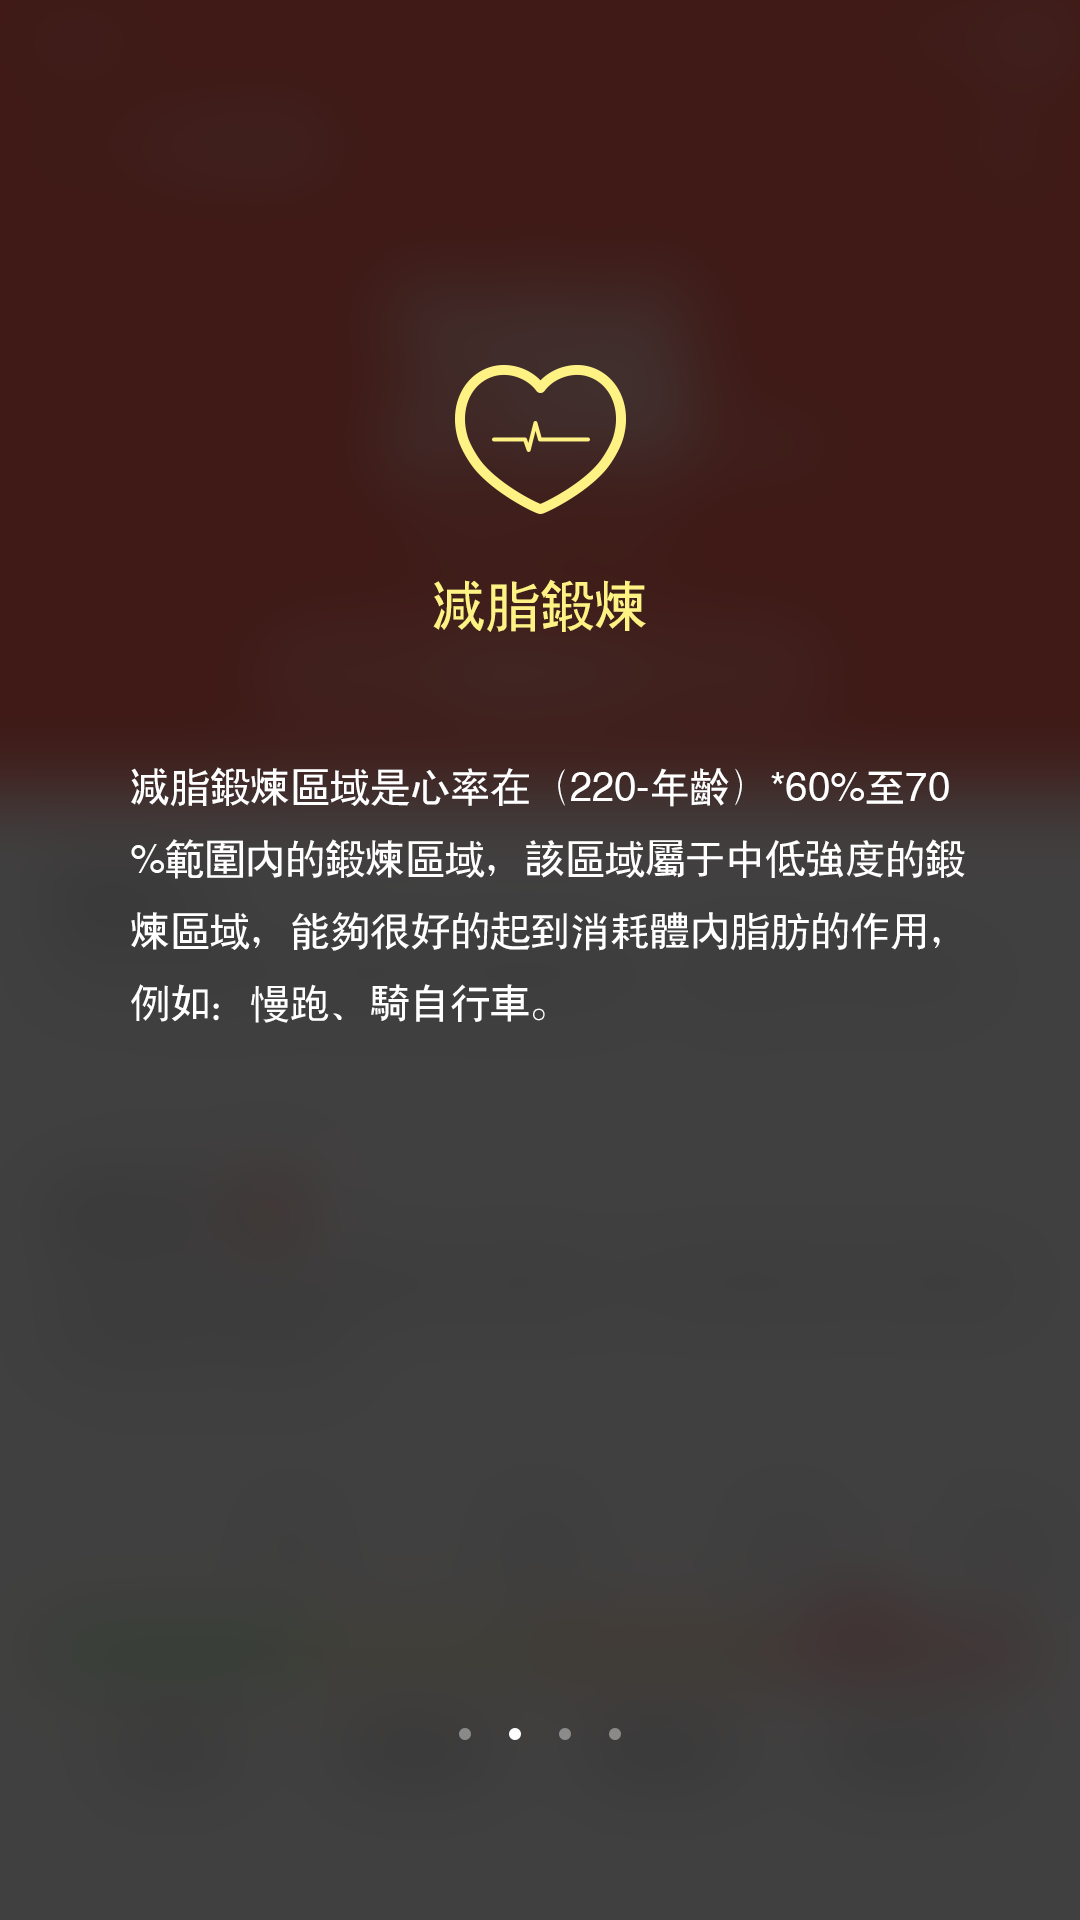 減脂鍛煉
减脂鍛煉區域是心率在（220-年齡）*60%至70
%範圍内的鍛煉區域，該區域屬于中低強度的鍛
煉區域，能夠很好的起到消耗體内脂肪的作用，
例如：慢跑、騎自行車。